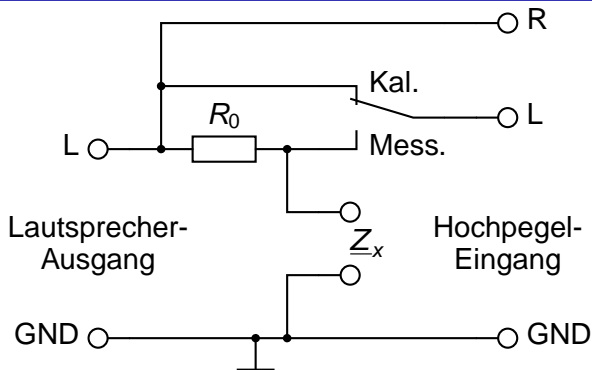 R
Kal.
R0
L
L
Mess.
Lautsprecher-
Ausgang
Zx
Hochpegel-
Eingang
GND
GND